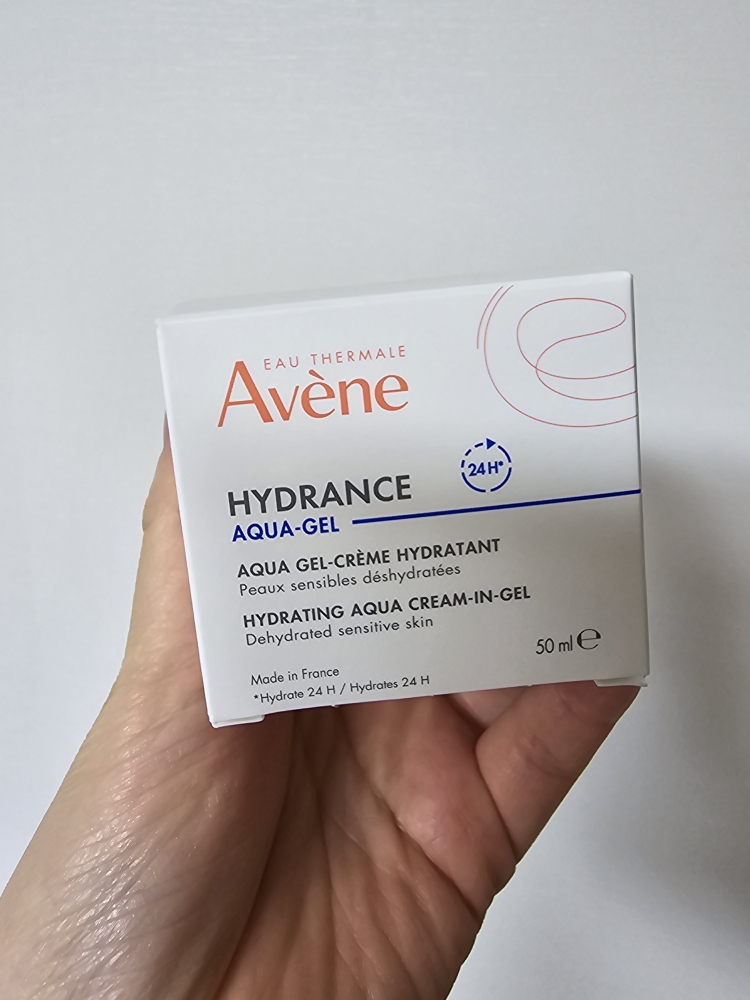 EAU THERMALE
Avène
24H*
HYDRANCE
AQUA-GEL
AQUA GEL-CRÈME HYDRATANT
Peaux sensibles déshydratées
HYDRATING AQUA CREAM-IN-GEL
Dehydrated sensitive skin
50 ml ℮
Made in France
*Hydrate 24 H / Hydrates 24 H